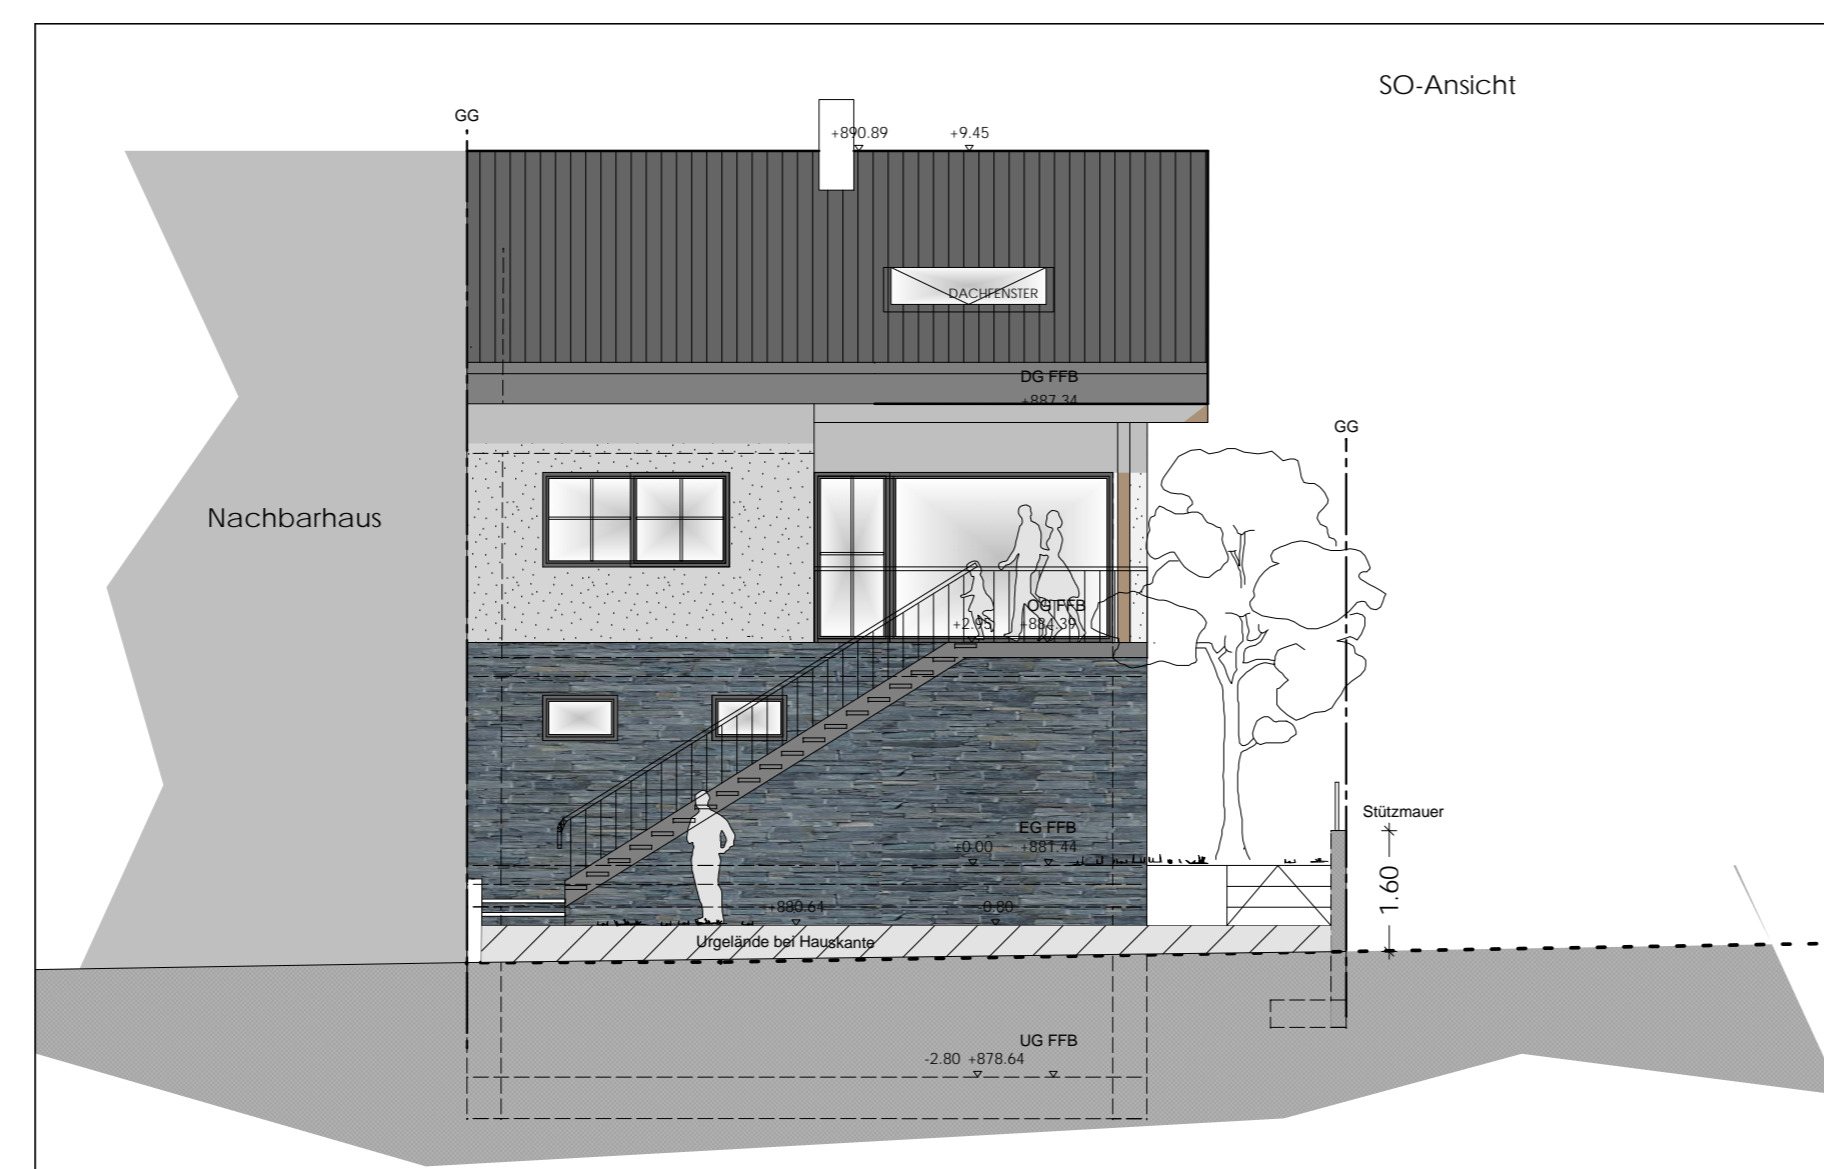 SO-Ansicht
GG
+890.89 +9.45
DACHFENSTER
DG FFB
+887.34
GG
Nachbarhaus
OG FFB
+2.95 +884.39
Stützmauer
EG FFB
±0.00 +881.44
1.60
+880.64 -0.80
Urgelände bei Hauskante
UG FFB
-2.80 +878.64